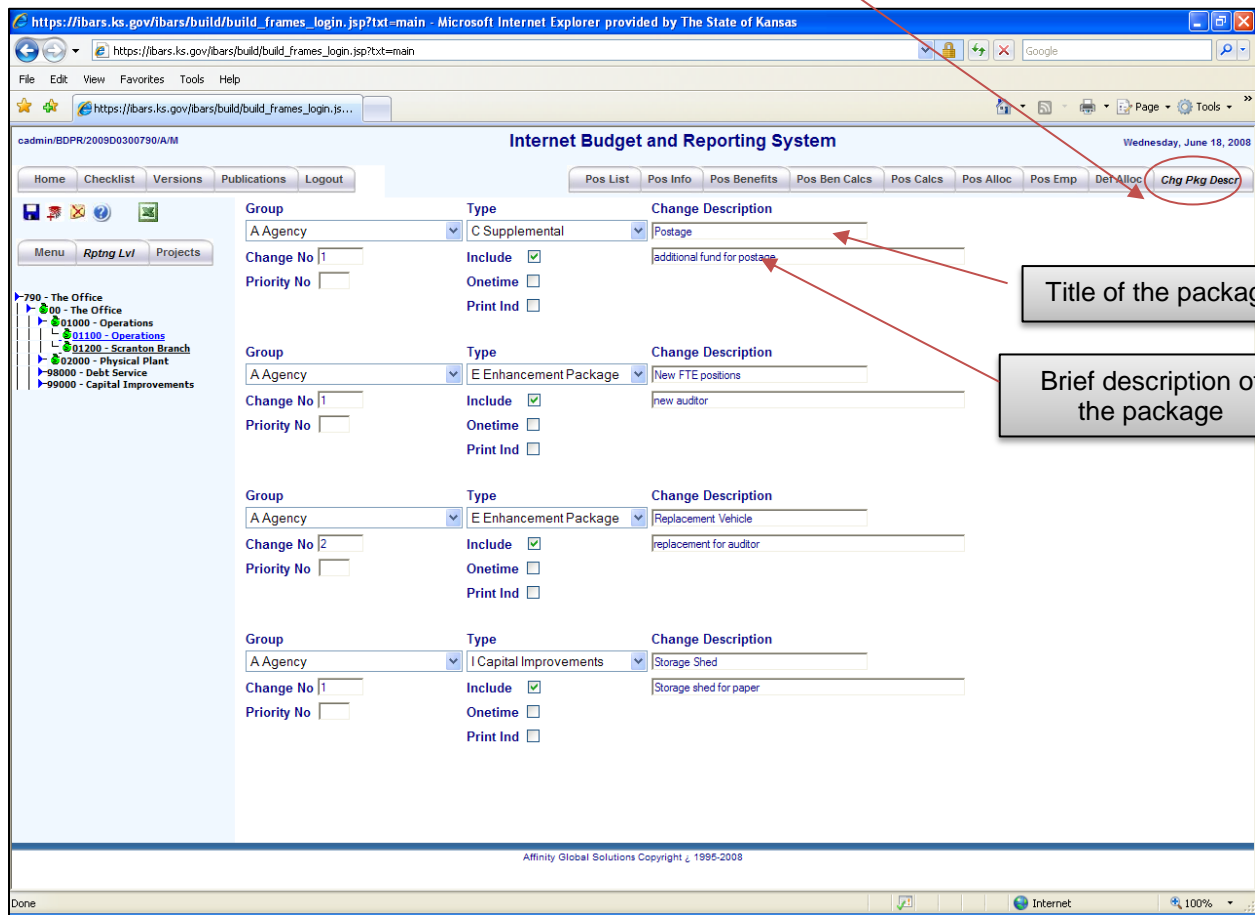 https://ibars.ks.gov/ibars/build/build_frames_login.jsp?txt=main - Microsoft Internet Explorer provided by The State of Kansas
https://ibars.ks.gov/ibars/build/build_frames_login.jsp?txt=main
Google
File Edit View Favorites Tools Help
https://ibars.ks.gov/ibars/build/build_frames_login.js...
Page Tools »
cadmin/BDPR/2009D0300790/A/M
Internet Budget and Reporting System
Wednesday, June 18, 2008
Home Checklist Versions Publications Logout
Pos List Pos Info Pos Benefits Pos Ben Calcs Pos Calcs Pos Alloc Pos Emp Def Alloc Chg Pkg Descr
Menu Rptng Lvl Projects
790 - The Office
00 - The Office
01000 - Operations
01100 - Operations
01200 - Scranton Branch
02000 - Physical Plant
98000 - Debt Service
99000 - Capital Improvements
Group Type Change Description
A Agency C Supplemental Postage
Change No 1 Include additional fund for postage
Priority No Onetime
Print Ind
Title of the packag
Group Type Change Description
A Agency E Enhancement Package New FTE positions
Change No 1 Include new auditor
Priority No Onetime
Print Ind
Brief description of
the package
Group Type Change Description
A Agency E Enhancement Package Replacement Vehicle
Change No 2 Include replacement for auditor
Priority No Onetime
Print Ind
Group Type Change Description
A Agency I Capital Improvements Storage Shed
Change No 1 Include Storage shed for paper
Priority No Onetime
Print Ind
Affinity Global Solutions Copyright ¿ 1995-2008
Done Internet 100%